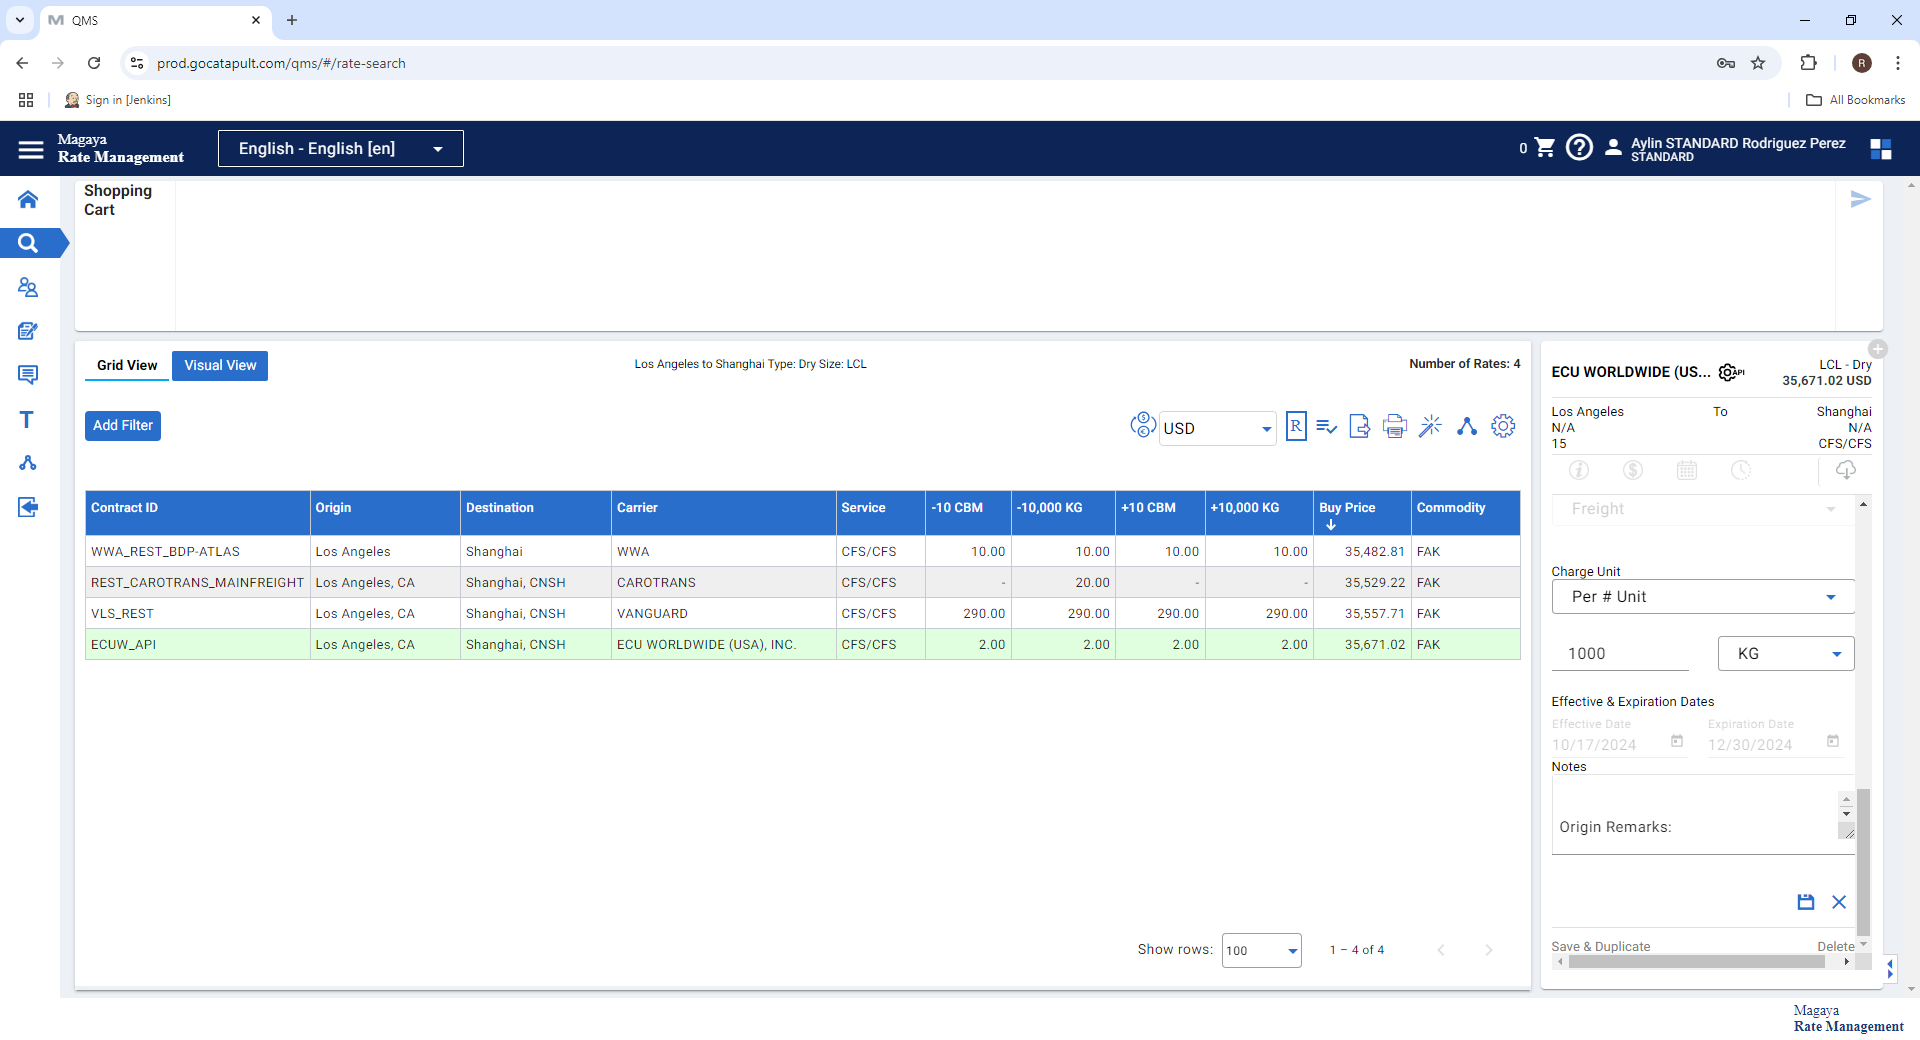 QMS
prod.gocatapult.com/qms/#/rate-search
R
Sign in [Jenkins]
All Bookmarks
Magaya
Rate Management
English - English [en]
0
Aylin STANDARD Rodriguez Perez
STANDARD
Shopping
Cart
Grid View
Visual View
Los Angeles to Shanghai Type: Dry Size: LCL
Number of Rates: 4
Add Filter
USD
R
Contract ID Origin Destination Carrier Service -10 CBM -10,000 KG +10 CBM +10,000 KG Buy Price Commodity
WWA_REST_BDP-ATLAS Los Angeles Shanghai WWA CFS/CFS 10.00 10.00 10.00 10.00 35,482.81 FAK
REST_CAROTRANS_MAINFREIGHT Los Angeles, CA Shanghai, CNSH CAROTRANS CFS/CFS - 20.00 - - 35,529.22 FAK
VLS_REST Los Angeles, CA Shanghai, CNSH VANGUARD CFS/CFS 290.00 290.00 290.00 290.00 35,557.71 FAK
ECUW_API Los Angeles, CA Shanghai, CNSH ECU WORLDWIDE (USA), INC. CFS/CFS 2.00 2.00 2.00 2.00 35,671.02 FAK
Show rows: 100 1 – 4 of 4
ECU WORLDWIDE (US... API
LCL - Dry
35,671.02 USD
Los Angeles To Shanghai
N/A N/A
15 CFS/CFS
Freight
Charge Unit
Per # Unit
1000 KG
Effective & Expiration Dates
Effective Date Expiration Date
10/17/2024 12/30/2024
Notes
Origin Remarks:
Save & Duplicate Delete
Magaya
Rate Management